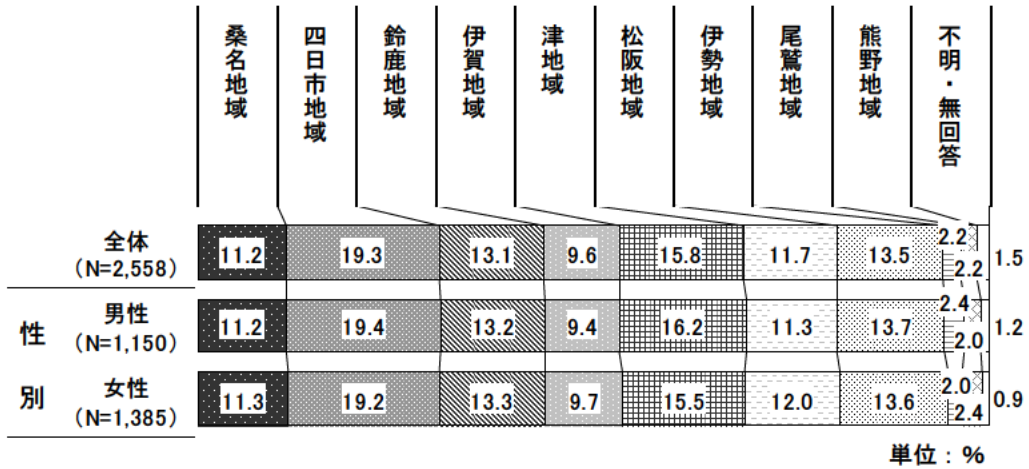 桑名地域
四日市地域
鈴鹿地域
伊賀地域
津地域
松阪地域
伊勢地域
尾鷲地域
熊野地域
不明・無回答
全体
（N=2,558）
11.2 19.3 13.1 9.6 15.8 11.7 13.5 2.2 2.2 1.5
性別
男性
（N=1,150）
11.2 19.4 13.2 9.4 16.2 11.3 13.7 2.4 2.0 1.2
女性
（N=1,385）
11.3 19.2 13.3 9.7 15.5 12.0 13.6 2.0 2.4 0.9
単位：%